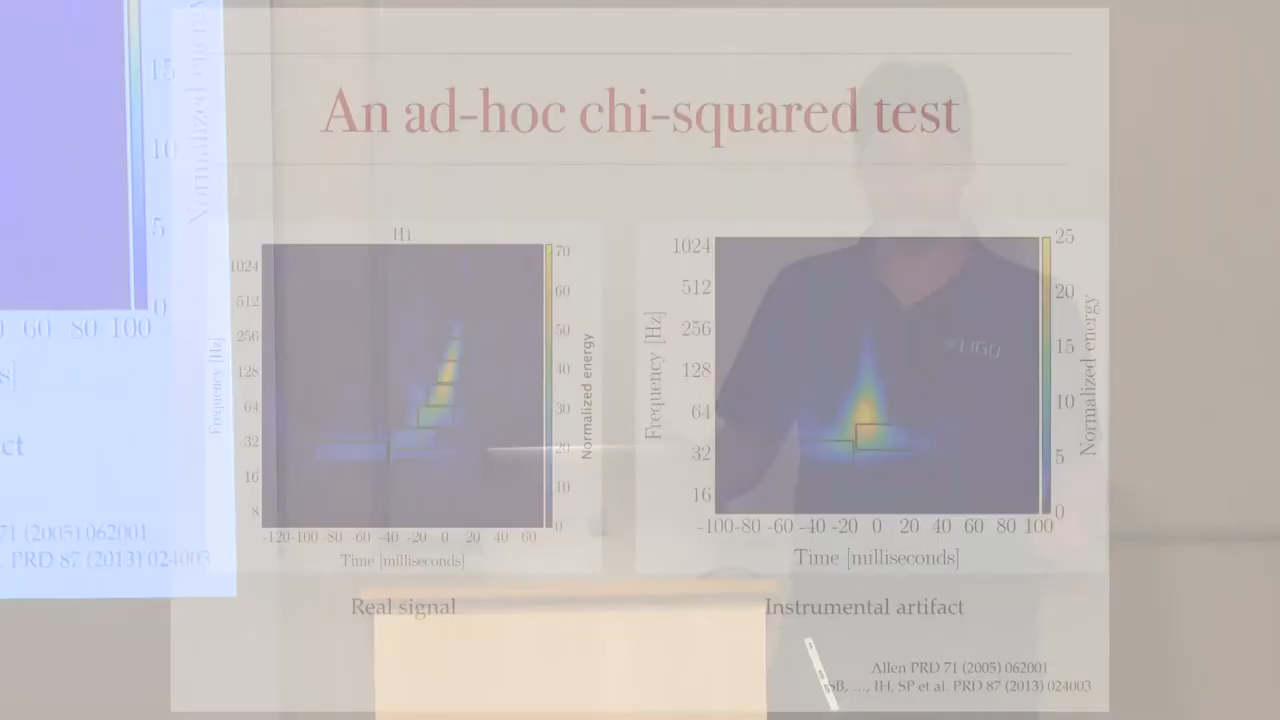 An ad-hoc chi-squared test
H1
1024
512
256
128
64
32
16
8
Frequency [Hz]
-120 -100 -80 -60 -40 -20 0 20 40 60
Time [milliseconds]
70
60
50
40
30
20
10
0
Normalized energy
Real signal
1024
512
256
128
64
32
16
Frequency [Hz]
-100 -80 -60 -40 -20 0 20 40 60 80 100
Time [milliseconds]
25
20
15
10
5
0
Normalized energy
Instrumental artifact
Allen PRD 71 (2005) 062001
SB, ..., IH, SP et al. PRD 87 (2013) 024003
LIGO
15
10
5
0
Normalized energy
60 80 100
s]
ct
71 (2005) 062001
PRD 87 (2013) 024003